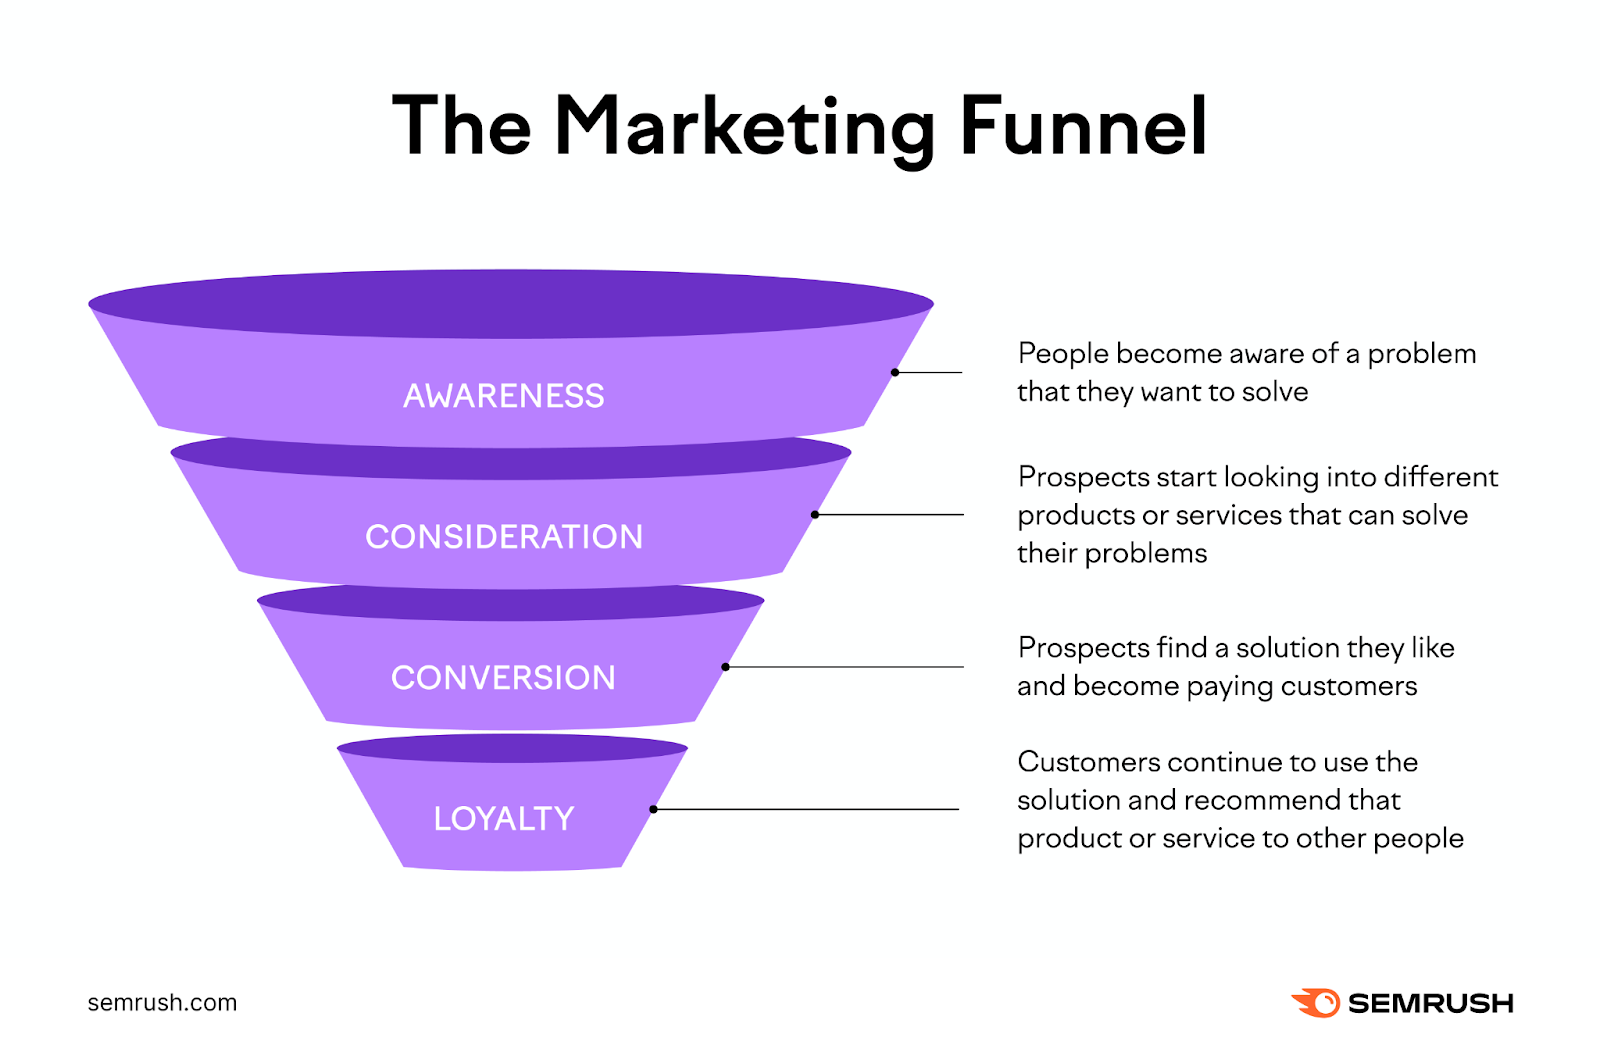 The Marketing Funnel
AWARENESS
People become aware of a problem
that they want to solve
CONSIDERATION
Prospects start looking into different
products or services that can solve
their problems
CONVERSION
Prospects find a solution they like
and become paying customers
LOYALTY
Customers continue to use the
solution and recommend that
product or service to other people
semrush.com
SEMRUSH